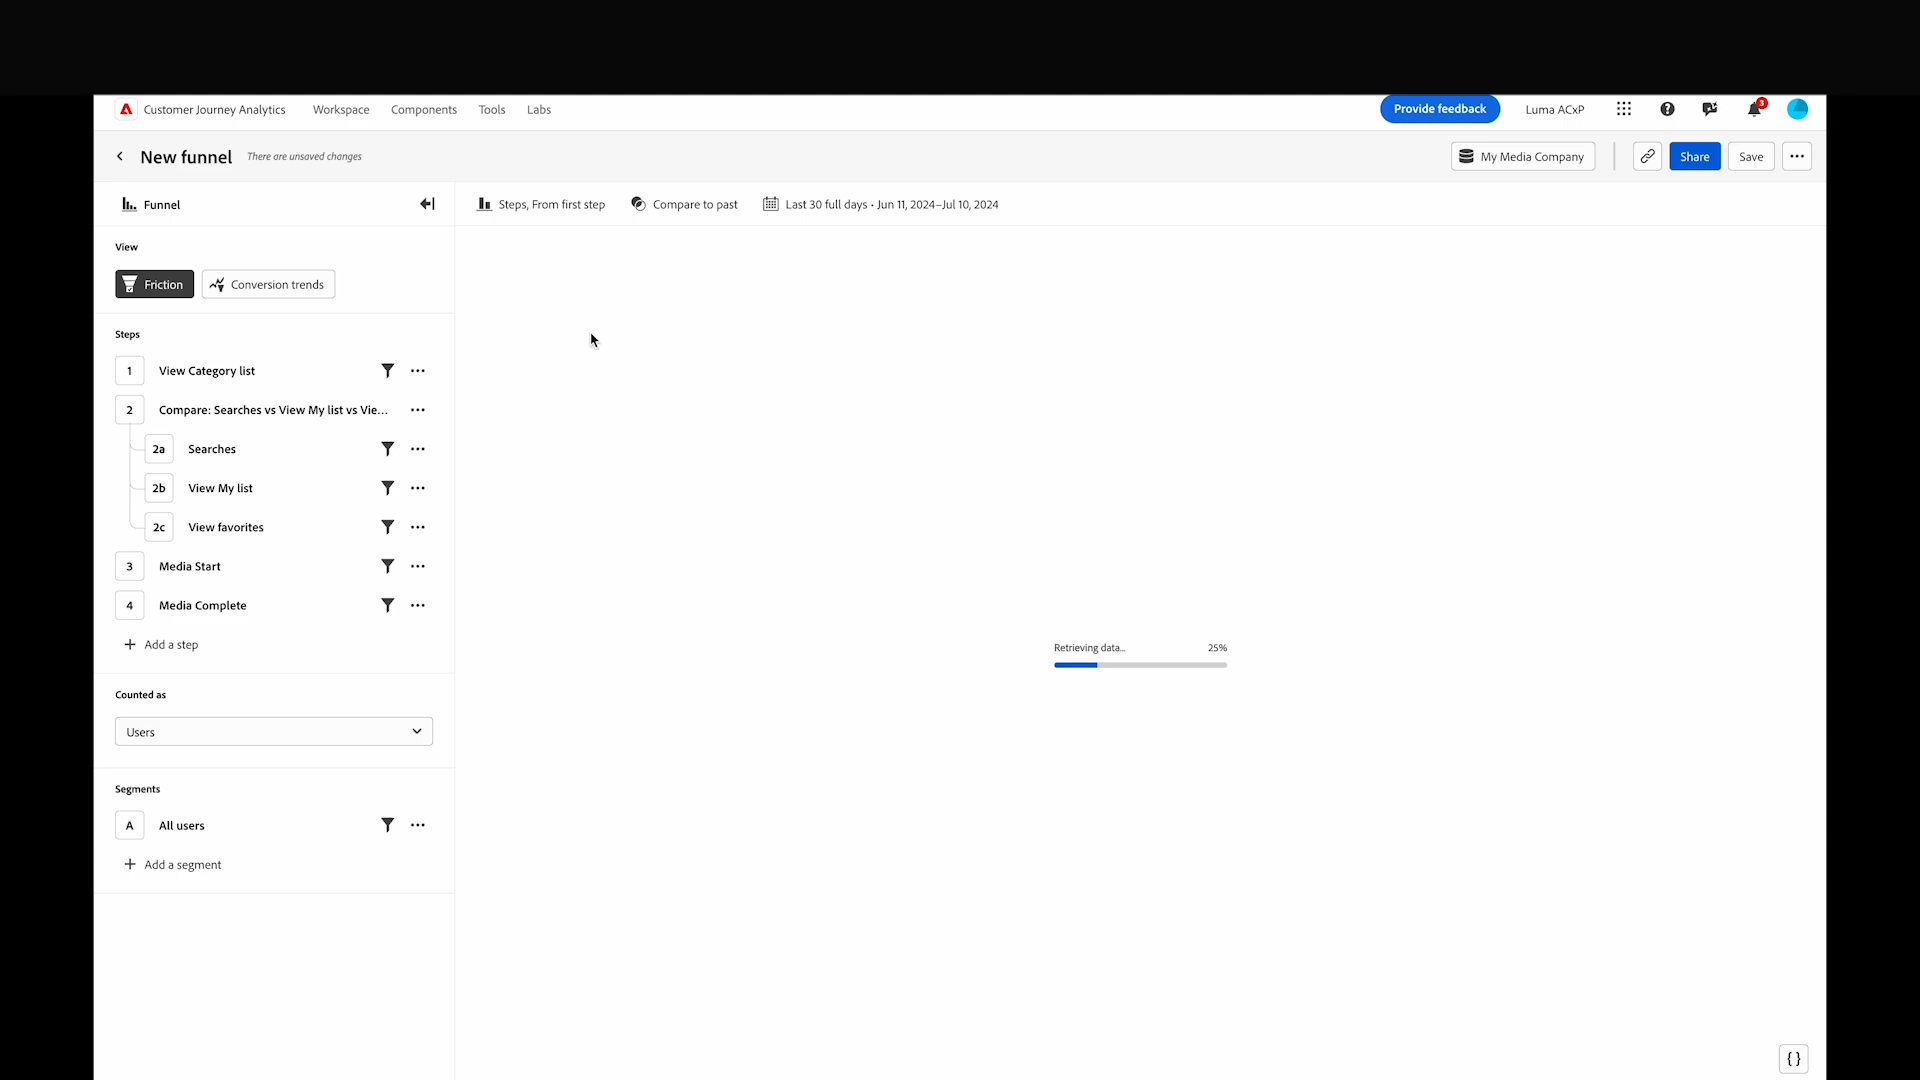 Customer Journey Analytics Workspace Components Tools Labs Provide feedback Luma ACxP 3
New funnel There are unsaved changes My Media Company Share Save
Funnel Steps, From first step Compare to past Last 30 full days • Jun 11, 2024–Jul 10, 2024
View
Friction Conversion trends
Steps
1 View Category list
2 Compare: Searches vs View My list vs Vie...
2a Searches
2b View My list
2c View favorites
3 Media Start
4 Media Complete
+ Add a step
Retrieving data... 25%
Counted as
Users
Segments
A All users
+ Add a segment
{ }